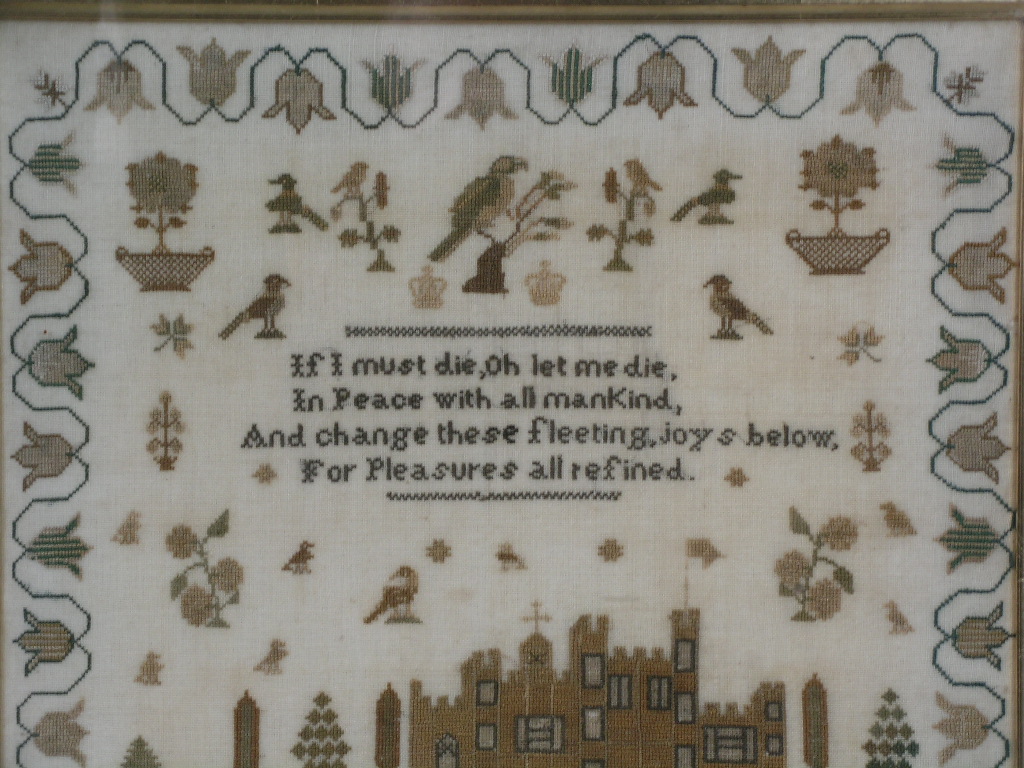 If I must die, Oh let me die,
In Peace with all manKind,
And change these fleeting, joys below,
For Pleasures all refined.